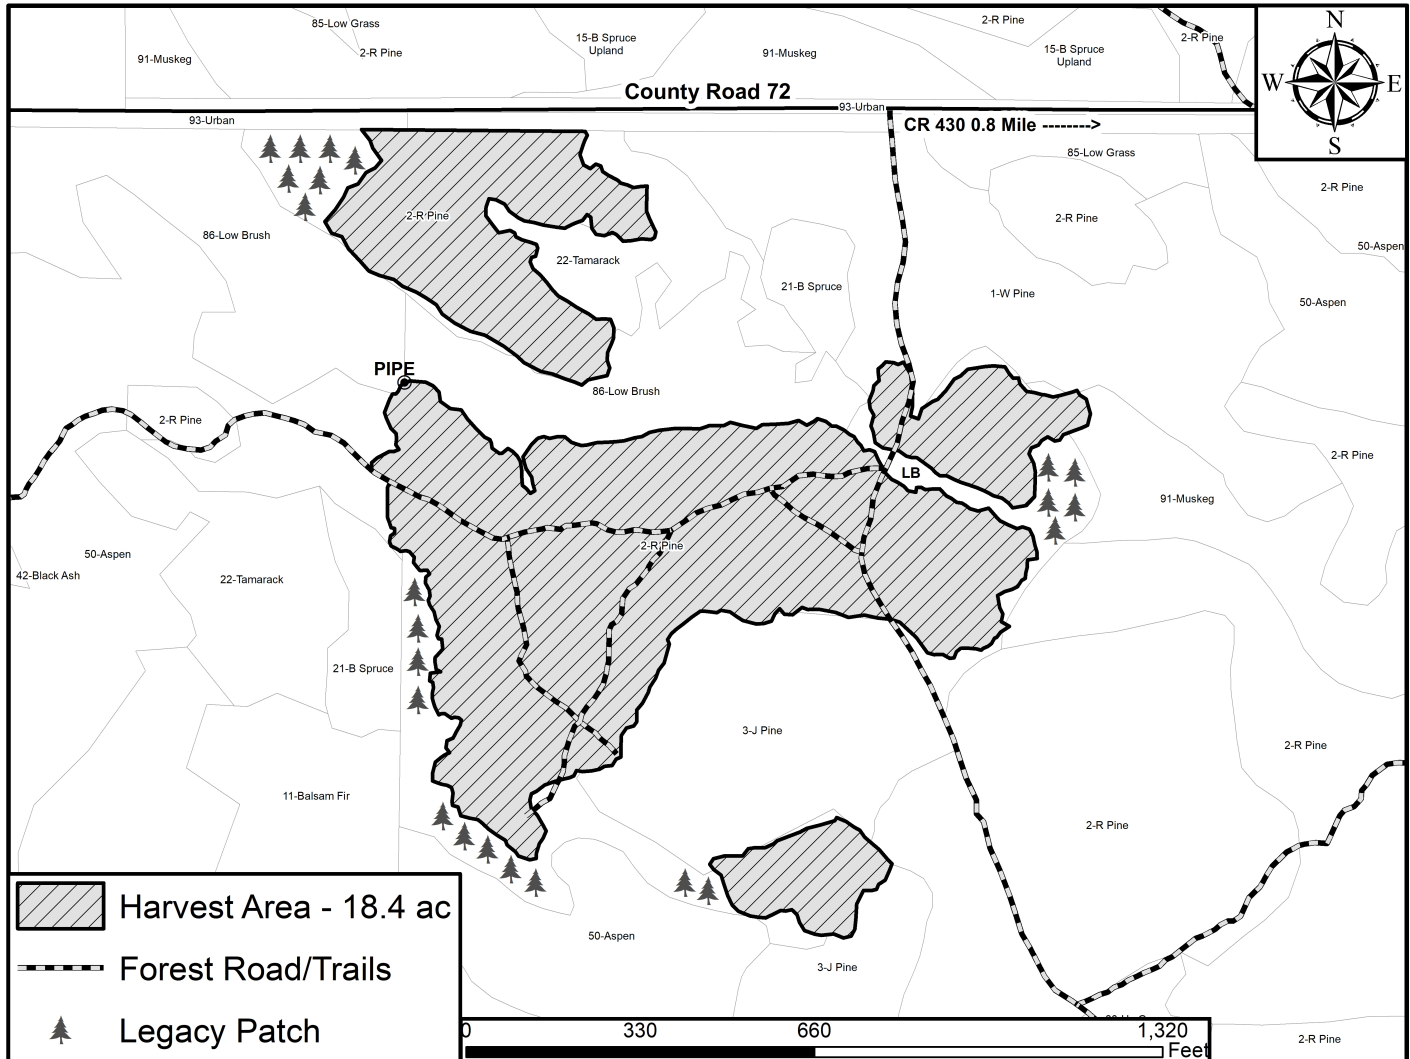 85-Low Grass
2-R Pine
91-Muskeg
15-B Spruce
Upland
91-Muskeg
2-R Pine
15-B Spruce
Upland
2-R Pine
N
W
E
S
County Road 72
93-Urban
93-Urban
CR 430 0.8 Mile -------->
85-Low Grass
2-R Pine
2-R Pine
2-R Pine
86-Low Brush
50-Aspen
22-Tamarack
21-B Spruce
1-W Pine
50-Aspen
PIPE
86-Low Brush
2-R Pine
2-R Pine
LB
91-Muskeg
2-R Pine
50-Aspen
42-Black Ash
22-Tamarack
21-B Spruce
3-J Pine
2-R Pine
11-Balsam Fir
2-R Pine
50-Aspen
3-J Pine
2-R Pine
Harvest Area - 18.4 ac
Forest Road/Trails
Legacy Patch
0 330 660 1,320
Feet